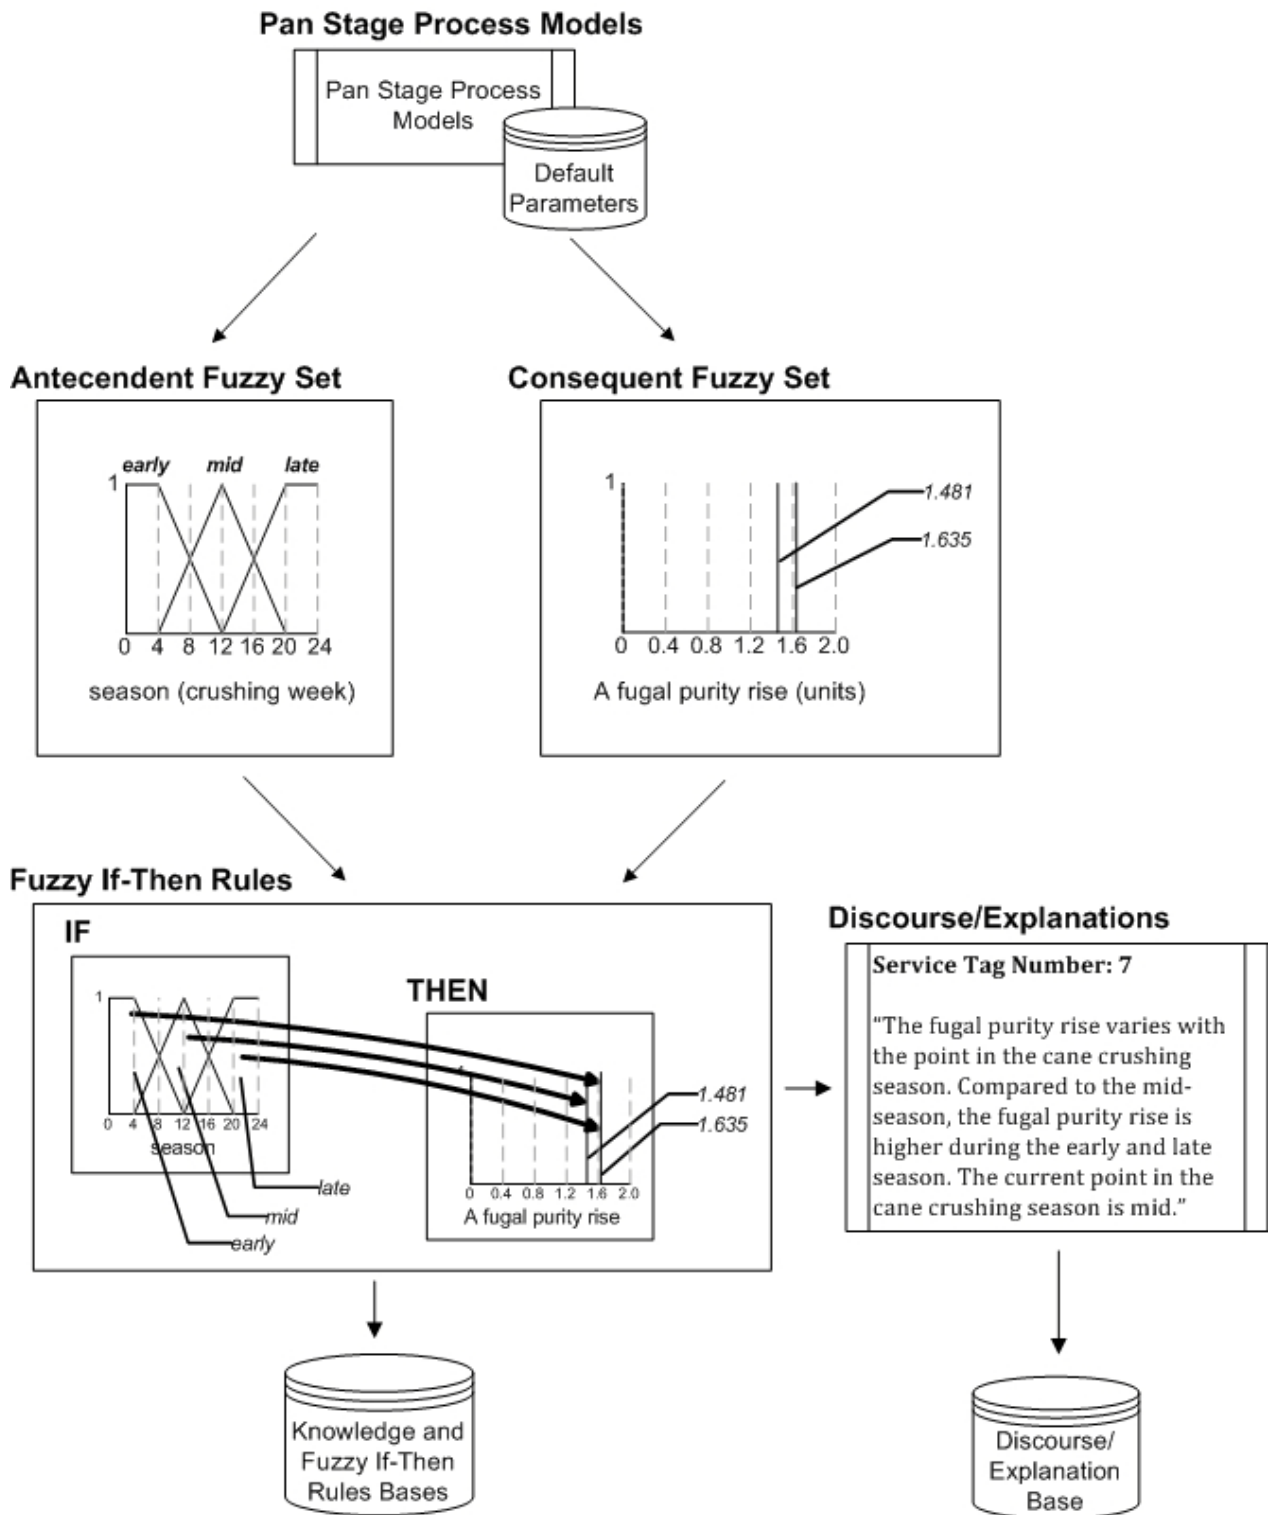 Pan Stage Process Models
Pan Stage Process
Models
Default
Parameters
Antecendent Fuzzy Set
early mid late
1
0 4 8 12 16 20 24
season (crushing week)
Consequent Fuzzy Set
1
1.481
1.635
0 0.4 0.8 1.2 1.6 2.0
A fugal purity rise (units)
Fuzzy If-Then Rules
IF
1
0 4 8 12 16 20 24
season
late
mid
early
THEN
1
1.481
1.635
0 0.4 0.8 1.2 1.6 2.0
A fugal purity rise
Discourse/Explanations
Service Tag Number: 7
“The fugal purity rise varies with
the point in the cane crushing
season. Compared to the mid-
season, the fugal purity rise is
higher during the early and late
season. The current point in the
cane crushing season is mid.”
Knowledge and
Fuzzy If-Then
Rules Bases
Discourse/
Explanation
Base